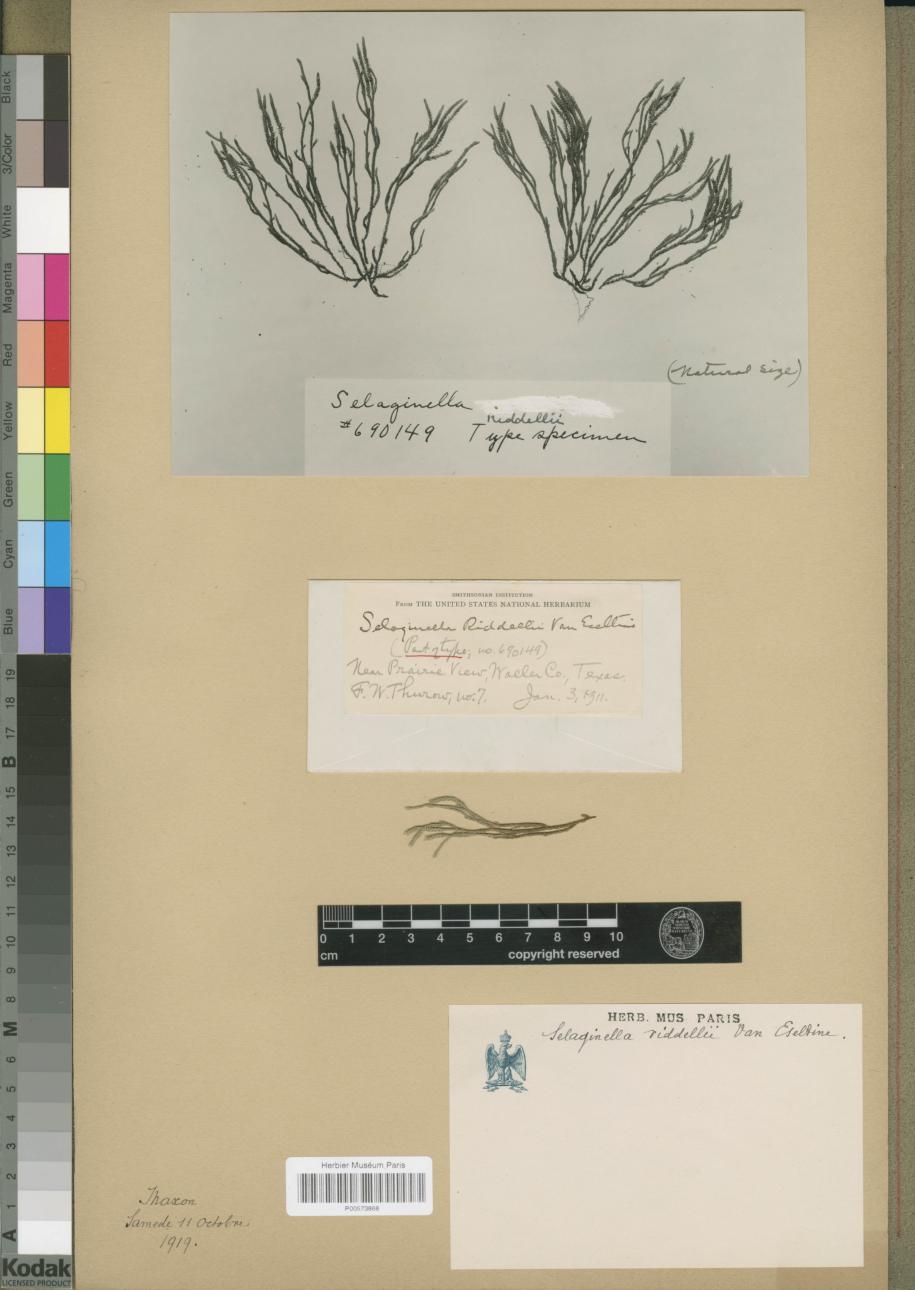 (Natural size)
Selaginella
riddellii
#690149 Type specimen
SMITHSONIAN INSTITUTION
From THE UNITED STATES NATIONAL HERBARIUM
Selaginella Riddellii Van Eseltine
(Part of type; no. 690149)
Near Prairie View, Waller Co., Texas.
F. W. Thurow, no. 7. Jan. 3, 1911.
0 1 2 3 4 5 6 7 8 9 10
cm copyright reserved
HERB. MUS PARIS
Selaginella riddellii Van Eseltine.
Herbier Muséum Paris
P00573868
Maxon
Samedi 11 Octobre
1919.
Black
3/Color
White
Magenta
Red
Yellow
Green
Cyan
Blue
19
18
17
B
15
14
13
12
11
10
9
8
M
6
5
4
3
2
1
A
Kodak
LICENSED PRODUCT